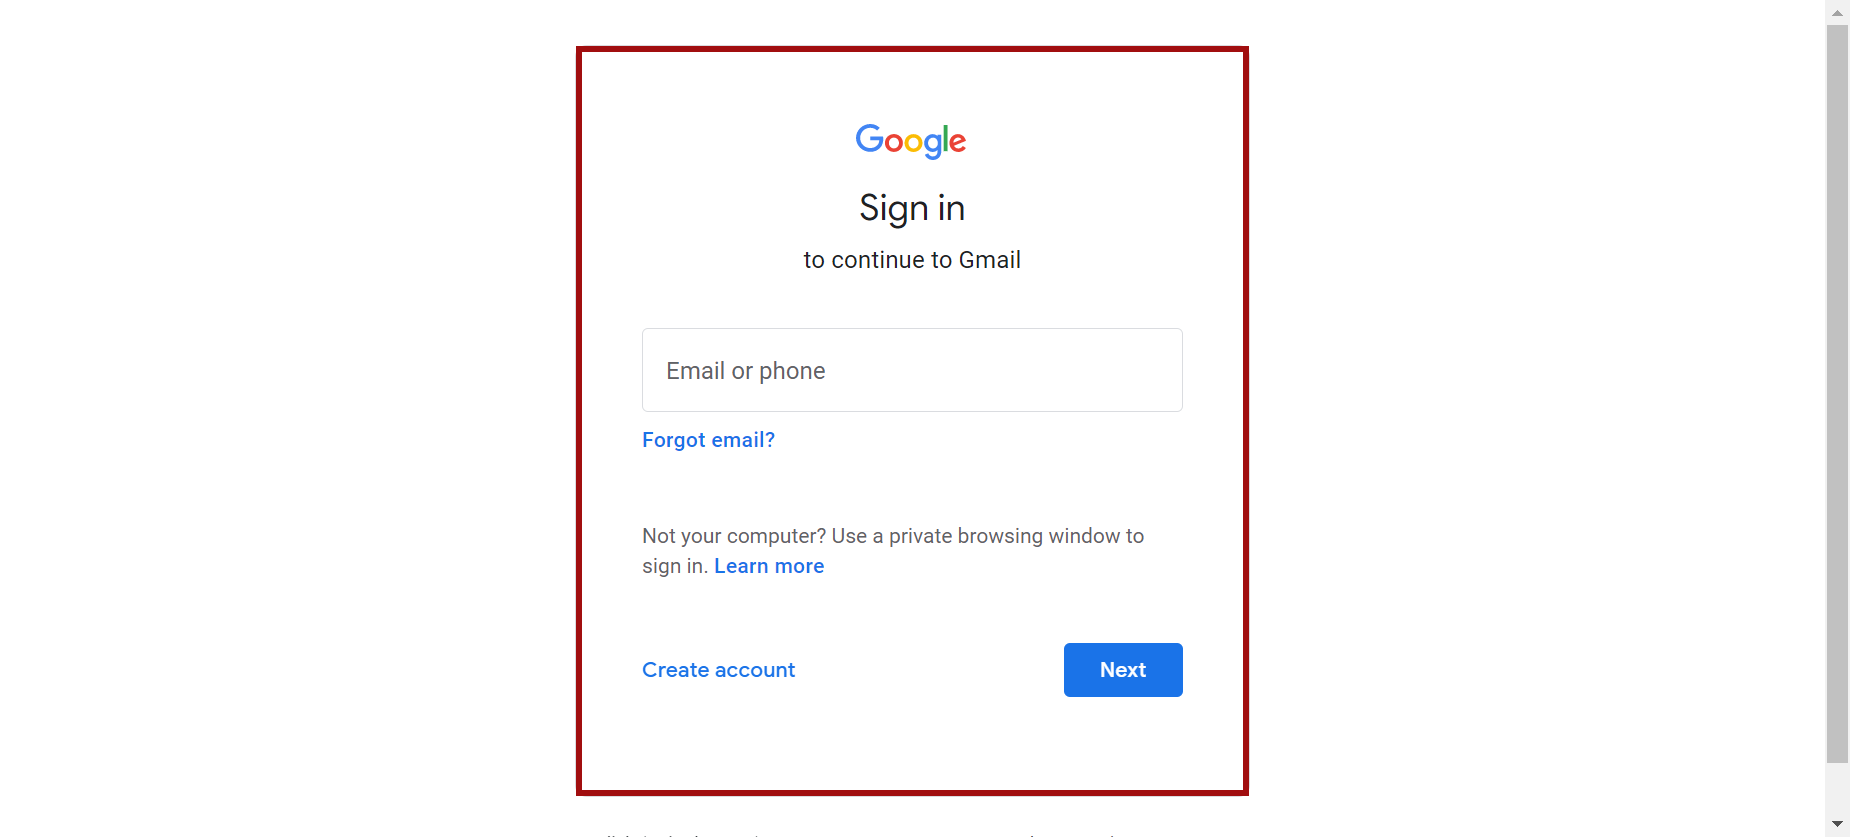 Google
Sign in
to continue to Gmail
Email or phone
Forgot email?
Not your computer? Use a private browsing window to
sign in. Learn more
Create account
Next